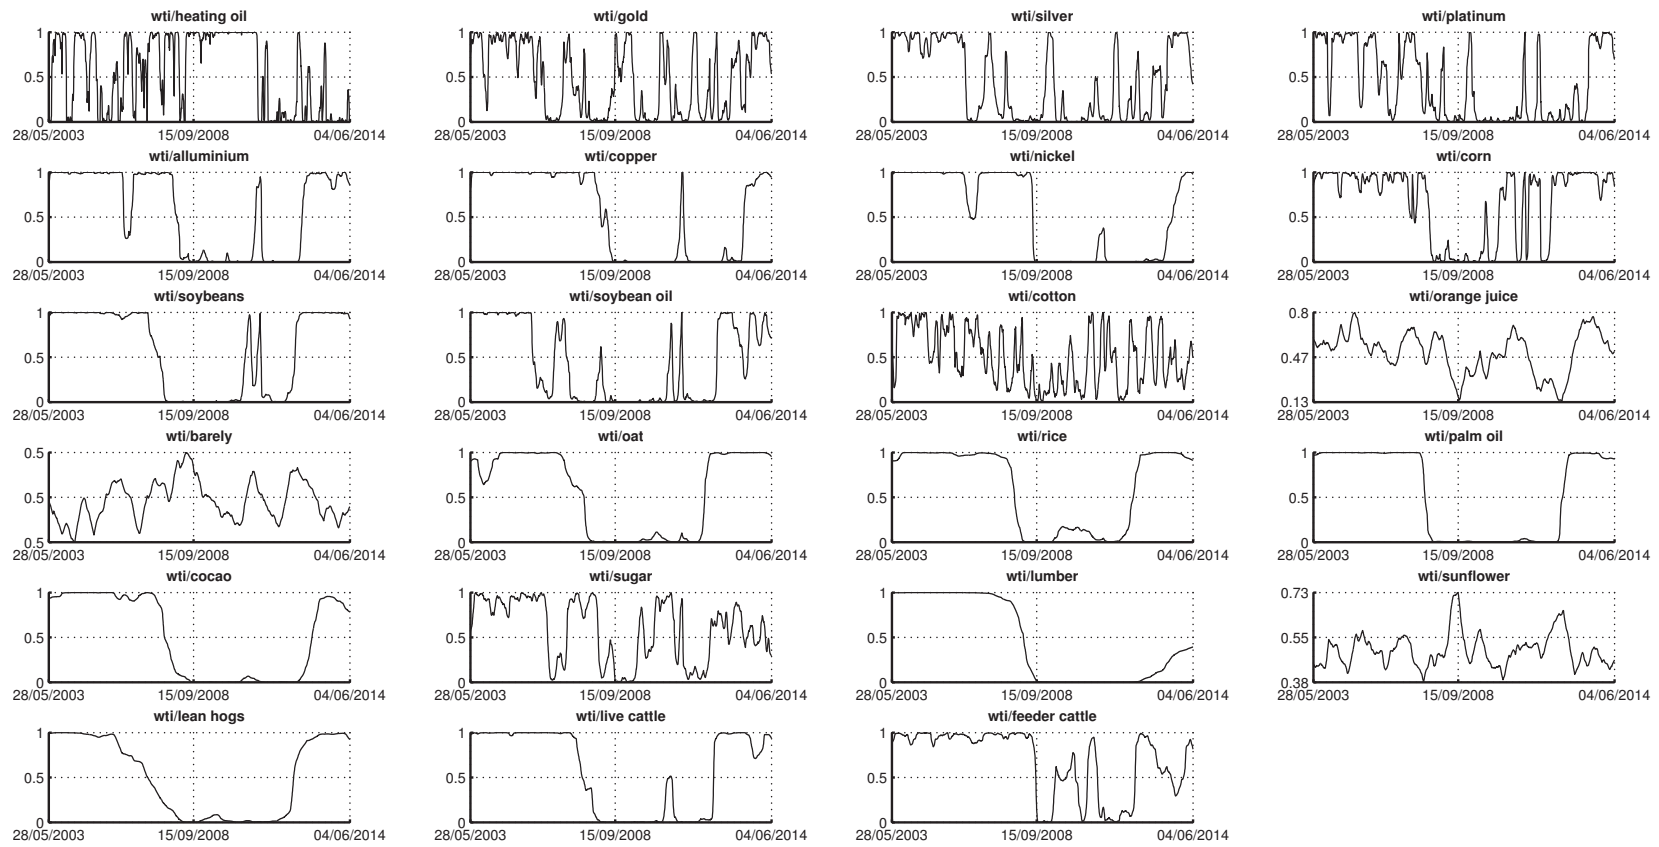 wti/heating oil
1
0.5
0
28/05/2003 15/09/2008 04/06/2014
wti/gold
1
0.5
0
28/05/2003 15/09/2008 04/06/2014
wti/silver
1
0.5
0
28/05/2003 15/09/2008 04/06/2014
wti/platinum
1
0.5
0
28/05/2003 15/09/2008 04/06/2014
wti/alluminium
1
0.5
0
28/05/2003 15/09/2008 04/06/2014
wti/copper
1
0.5
0
28/05/2003 15/09/2008 04/06/2014
wti/nickel
1
0.5
0
28/05/2003 15/09/2008 04/06/2014
wti/corn
1
0.5
0
28/05/2003 15/09/2008 04/06/2014
wti/soybeans
1
0.5
0
28/05/2003 15/09/2008 04/06/2014
wti/soybean oil
1
0.5
0
28/05/2003 15/09/2008 04/06/2014
wti/cotton
1
0.5
0
28/05/2003 15/09/2008 04/06/2014
wti/orange juice
0.8
0.47
0.13
28/05/2003 15/09/2008 04/06/2014
wti/barely
0.5
0.5
0.5
28/05/2003 15/09/2008 04/06/2014
wti/oat
1
0.5
0
28/05/2003 15/09/2008 04/06/2014
wti/rice
1
0.5
0
28/05/2003 15/09/2008 04/06/2014
wti/palm oil
1
0.5
0
28/05/2003 15/09/2008 04/06/2014
wti/cocao
1
0.5
0
28/05/2003 15/09/2008 04/06/2014
wti/sugar
1
0.5
0
28/05/2003 15/09/2008 04/06/2014
wti/lumber
1
0.5
0
28/05/2003 15/09/2008 04/06/2014
wti/sunflower
0.73
0.55
0.38
28/05/2003 15/09/2008 04/06/2014
wti/lean hogs
1
0.5
0
28/05/2003 15/09/2008 04/06/2014
wti/live cattle
1
0.5
0
28/05/2003 15/09/2008 04/06/2014
wti/feeder cattle
1
0.5
0
28/05/2003 15/09/2008 04/06/2014